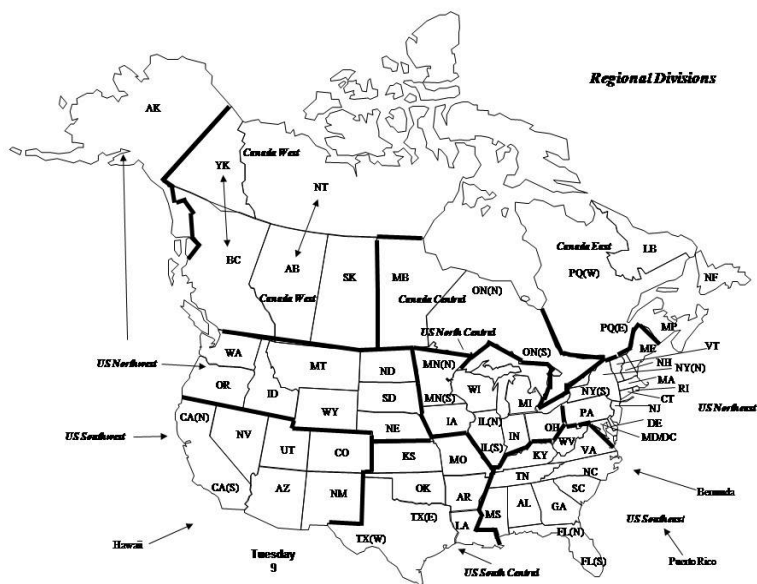 Regional Divisions
AK
YK
Canada West
NT
Canada East
LB
PQ(W)
NF
BC
AB
SK
MB
ON(N)
Canada West
Canada Central
US North Central
PQ(E)
MP
ME
VT
WA
MT
ND
MN(N)
ON(S)
NH
NY(N)
US Northwest
OR
ID
SD
MN(S)
WI
MI
NY(S)
MA
RI
CT
WY
NE
IA
IL(N)
IN
OH
PA
NJ
US Northeast
CA(N)
DE
US Southwest
NV
UT
CO
KS
MO
IL(S)
KY
WV
VA
MD/DC
CA(S)
AZ
NM
OK
AR
TN
NC
Bermuda
TX(E)
LA
MS
AL
GA
SC
US Southeast
Hawaii
TX(W)
FL(N)
Tuesday
9
US South Central
FL(S)
Puerto Rico